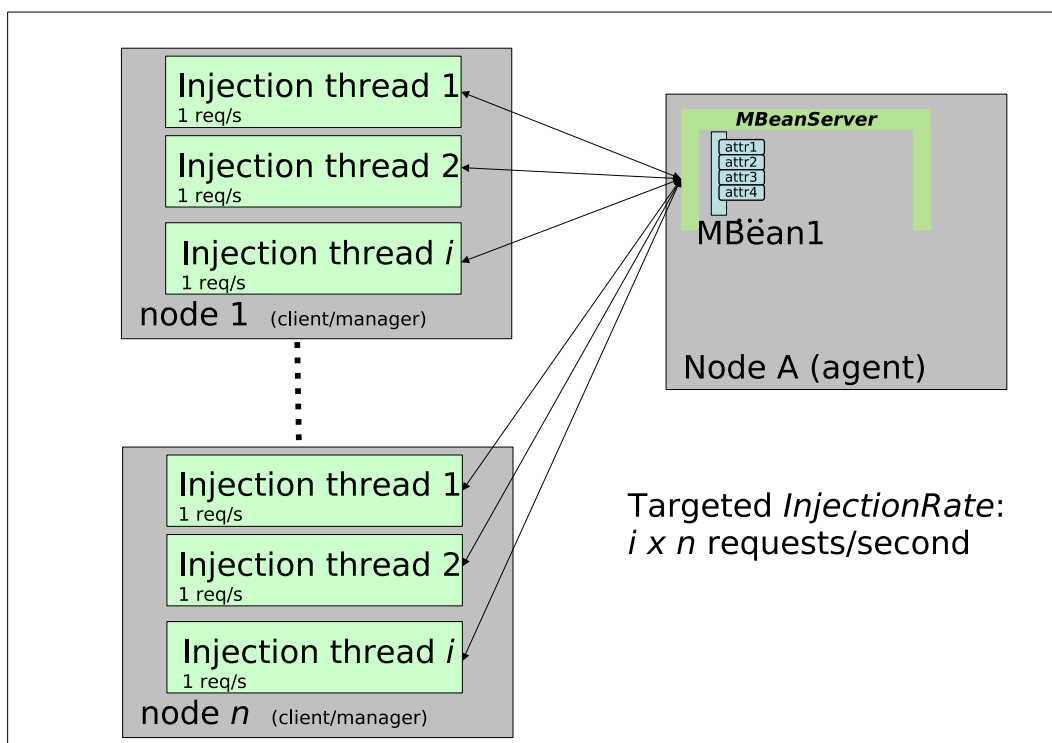 Injection thread 1
1 req/s
Injection thread 2
1 req/s
Injection thread i
1 req/s
node 1 (client/manager)
MBeanServer
attr1
attr2
attr3
attr4
...
MBean1
Node A (agent)
Injection thread 1
1 req/s
Injection thread 2
1 req/s
Injection thread i
1 req/s
node n (client/manager)
Targeted InjectionRate:
i x n requests/second